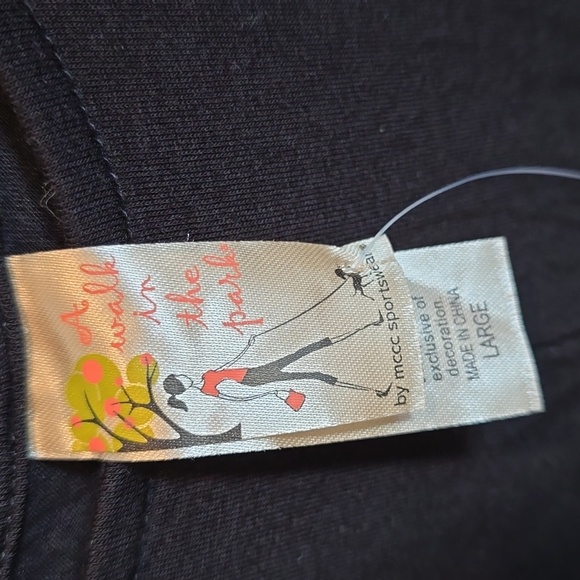 A
walk
in
the
park
by mccc sportswear
exclusive of
decoration.
MADE IN CHINA
LARGE